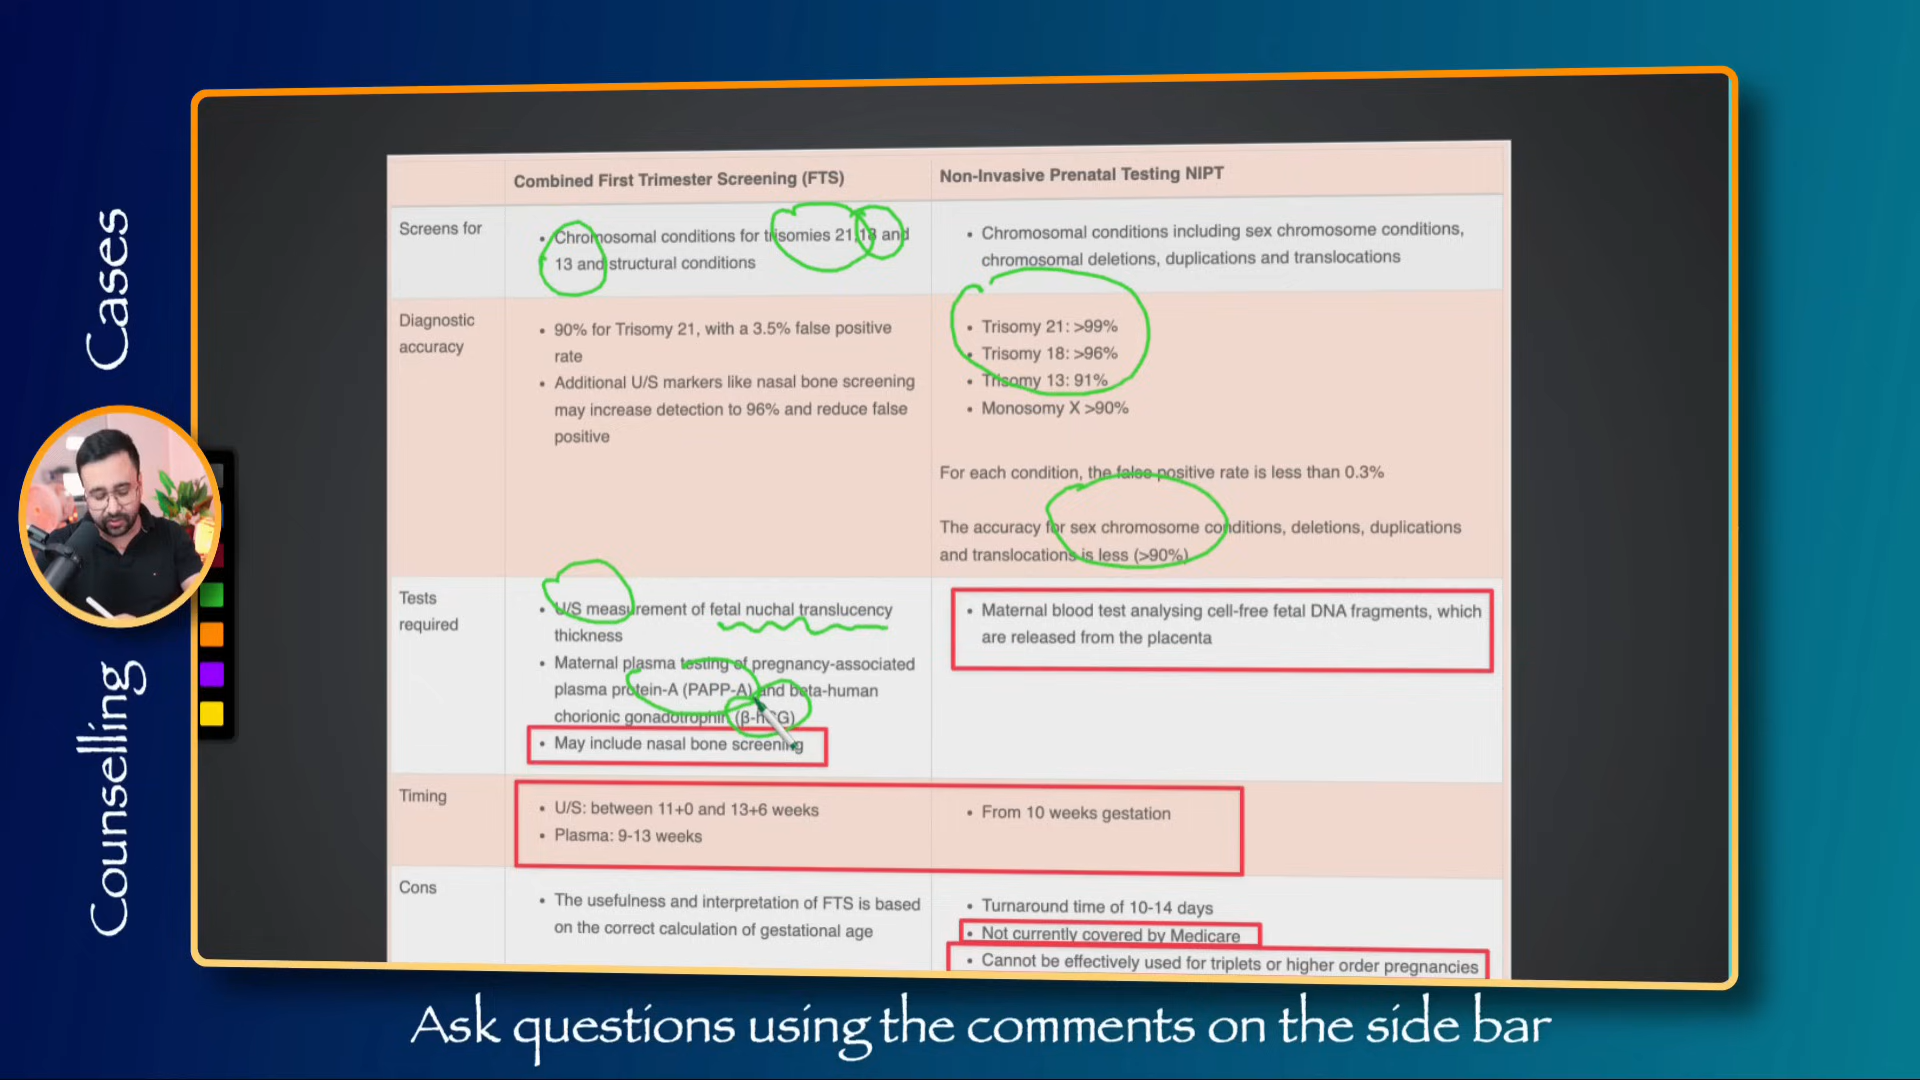 Combined First Trimester Screening (FTS)
Non-Invasive Prenatal Testing NIPT
Screens for
• Chromosomal conditions for trisomies 21,18 and
13 and structural conditions
• Chromosomal conditions including sex chromosome conditions,
chromosomal deletions, duplications and translocations
Diagnostic
accuracy
• 90% for Trisomy 21, with a 3.5% false positive
rate
• Additional U/S markers like nasal bone screening
may increase detection to 96% and reduce false
positive
• Trisomy 21: >99%
• Trisomy 18: >96%
• Trisomy 13: 91%
• Monosomy X >90%
For each condition, the false positive rate is less than 0.3%
The accuracy for sex chromosome conditions, deletions, duplications
and translocations is less (>90%)
Tests
required
• U/S measurement of fetal nuchal translucency
thickness
• Maternal plasma testing of pregnancy-associated
plasma protein-A (PAPP-A) and beta-human
chorionic gonadotrophin (β-hCG)
• May include nasal bone screening
• Maternal blood test analysing cell-free fetal DNA fragments, which
are released from the placenta
Timing
• U/S: between 11+0 and 13+6 weeks
• Plasma: 9-13 weeks
• From 10 weeks gestation
Cons
• The usefulness and interpretation of FTS is based
on the correct calculation of gestational age
• Turnaround time of 10-14 days
• Not currently covered by Medicare
• Cannot be effectively used for triplets or higher order pregnancies
Counselling Cases
Ask questions using the comments on the side bar